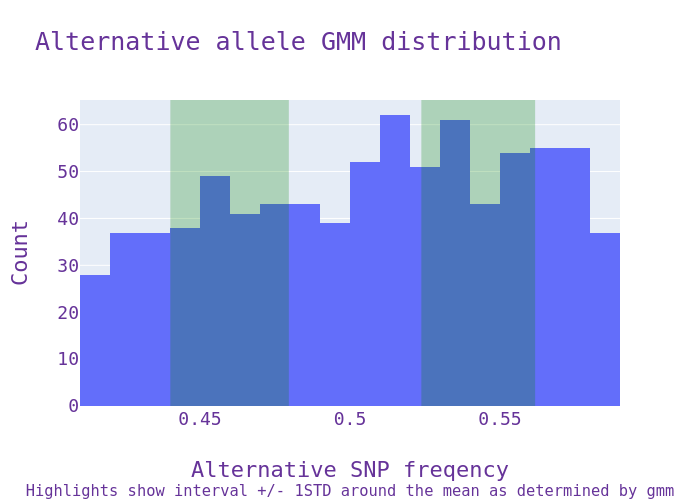 Alternative allele GMM distribution
60
50
40
30
20
10
0
Count
0.45 0.5 0.55
Alternative SNP freqency
Highlights show interval +/- 1STD around the mean as determined by gmm